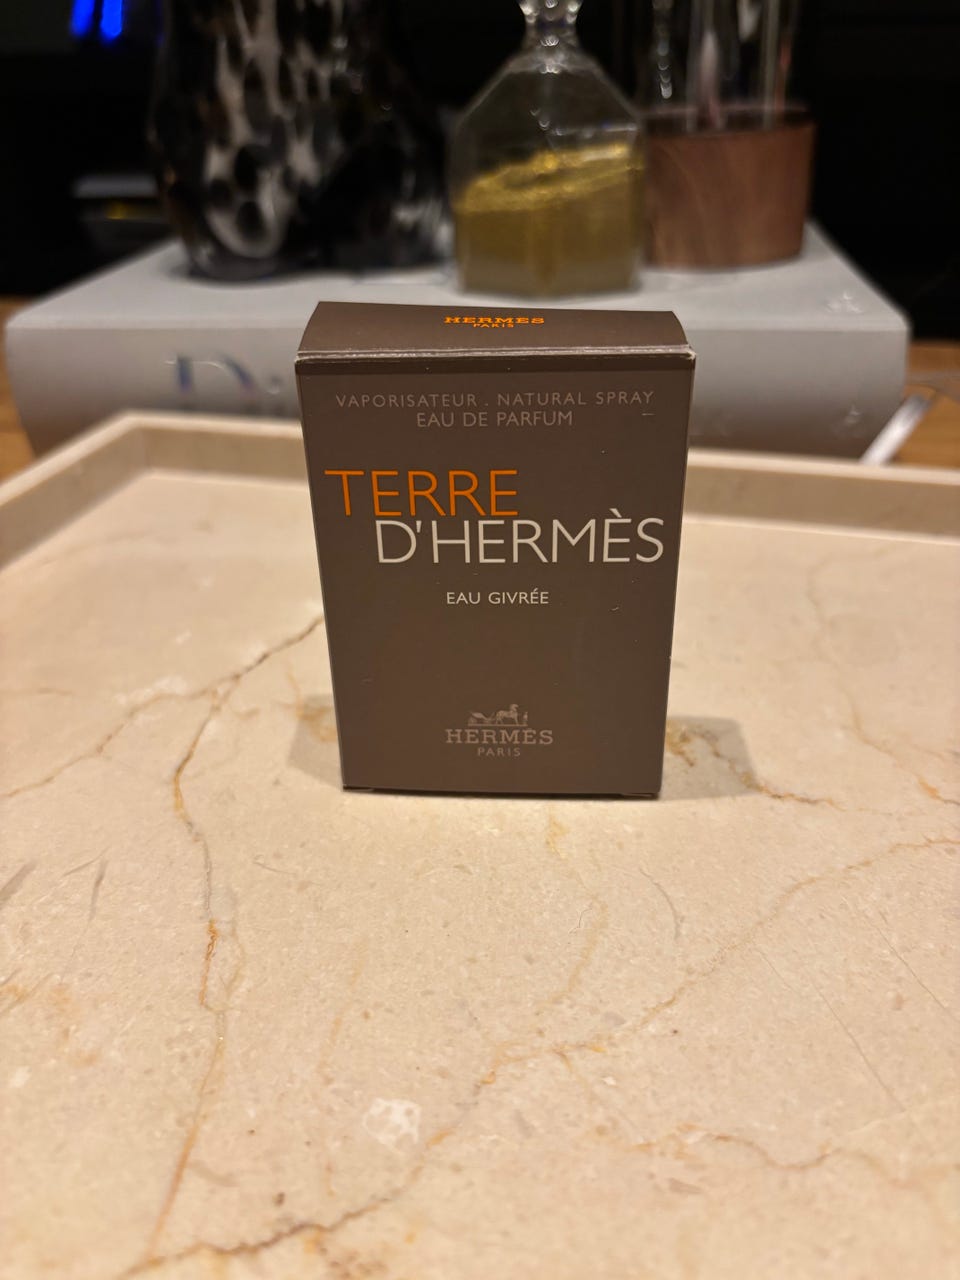 HERMÈS
PARIS
VAPORISATEUR . NATURAL SPRAY
EAU DE PARFUM
TERRE
D'HERMÈS
EAU GIVRÉE
HERMÈS
PARIS